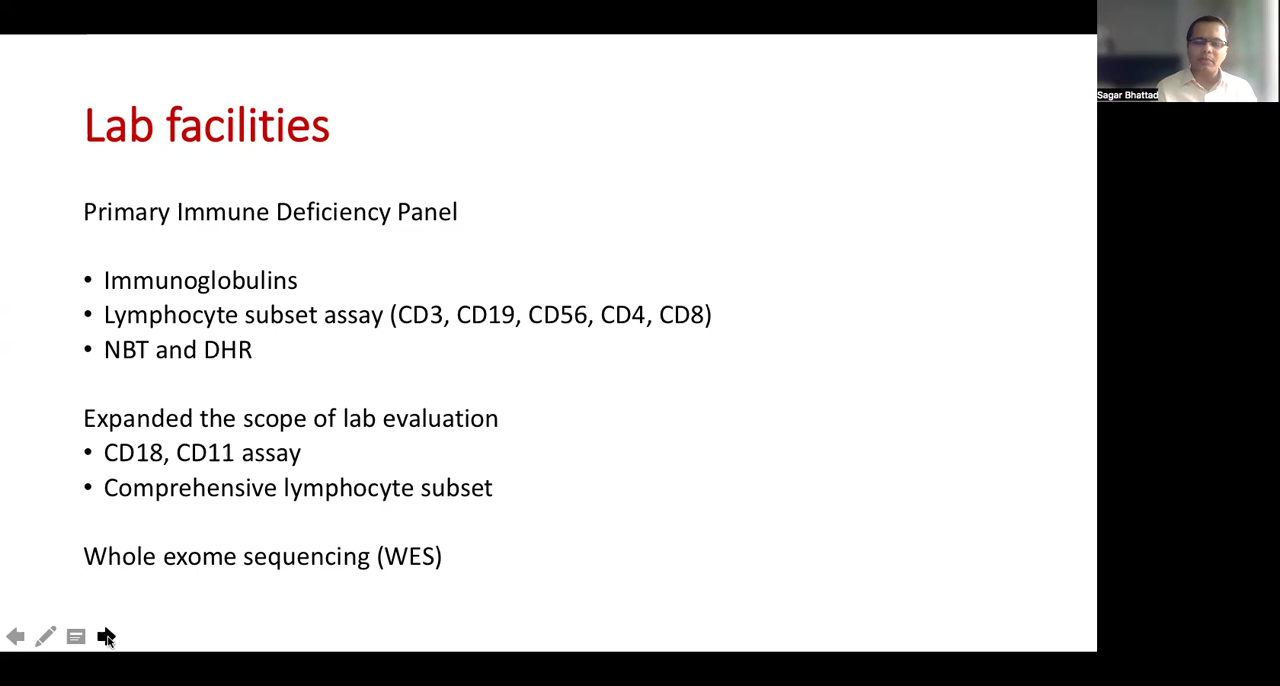 Lab facilities
Primary Immune Deficiency Panel
• Immunoglobulins
• Lymphocyte subset assay (CD3, CD19, CD56, CD4, CD8)
• NBT and DHR
Expanded the scope of lab evaluation
• CD18, CD11 assay
• Comprehensive lymphocyte subset
Whole exome sequencing (WES)
Sagar Bhattad